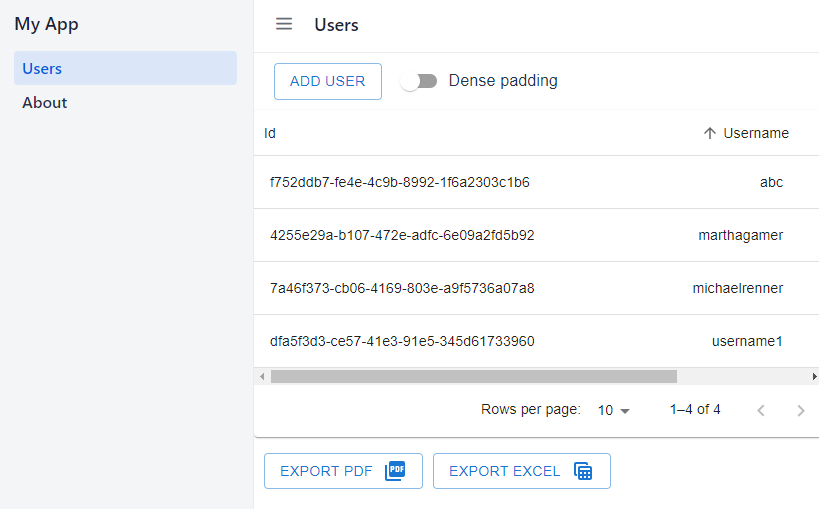 My App
Users
About
Users
ADD USER Dense padding
Id Username
f752ddb7-fe4e-4c9b-8992-1f6a2303c1b6 abc
4255e29a-b107-472e-adfc-6e09a2fd5b92 marthagamer
7a46f373-cb06-4169-803e-a9f5736a07a8 michaelrenner
dfa5f3d3-ce57-41e3-91e5-345d61733960 username1
Rows per page: 10 1–4 of 4
EXPORT PDF PDF EXPORT EXCEL